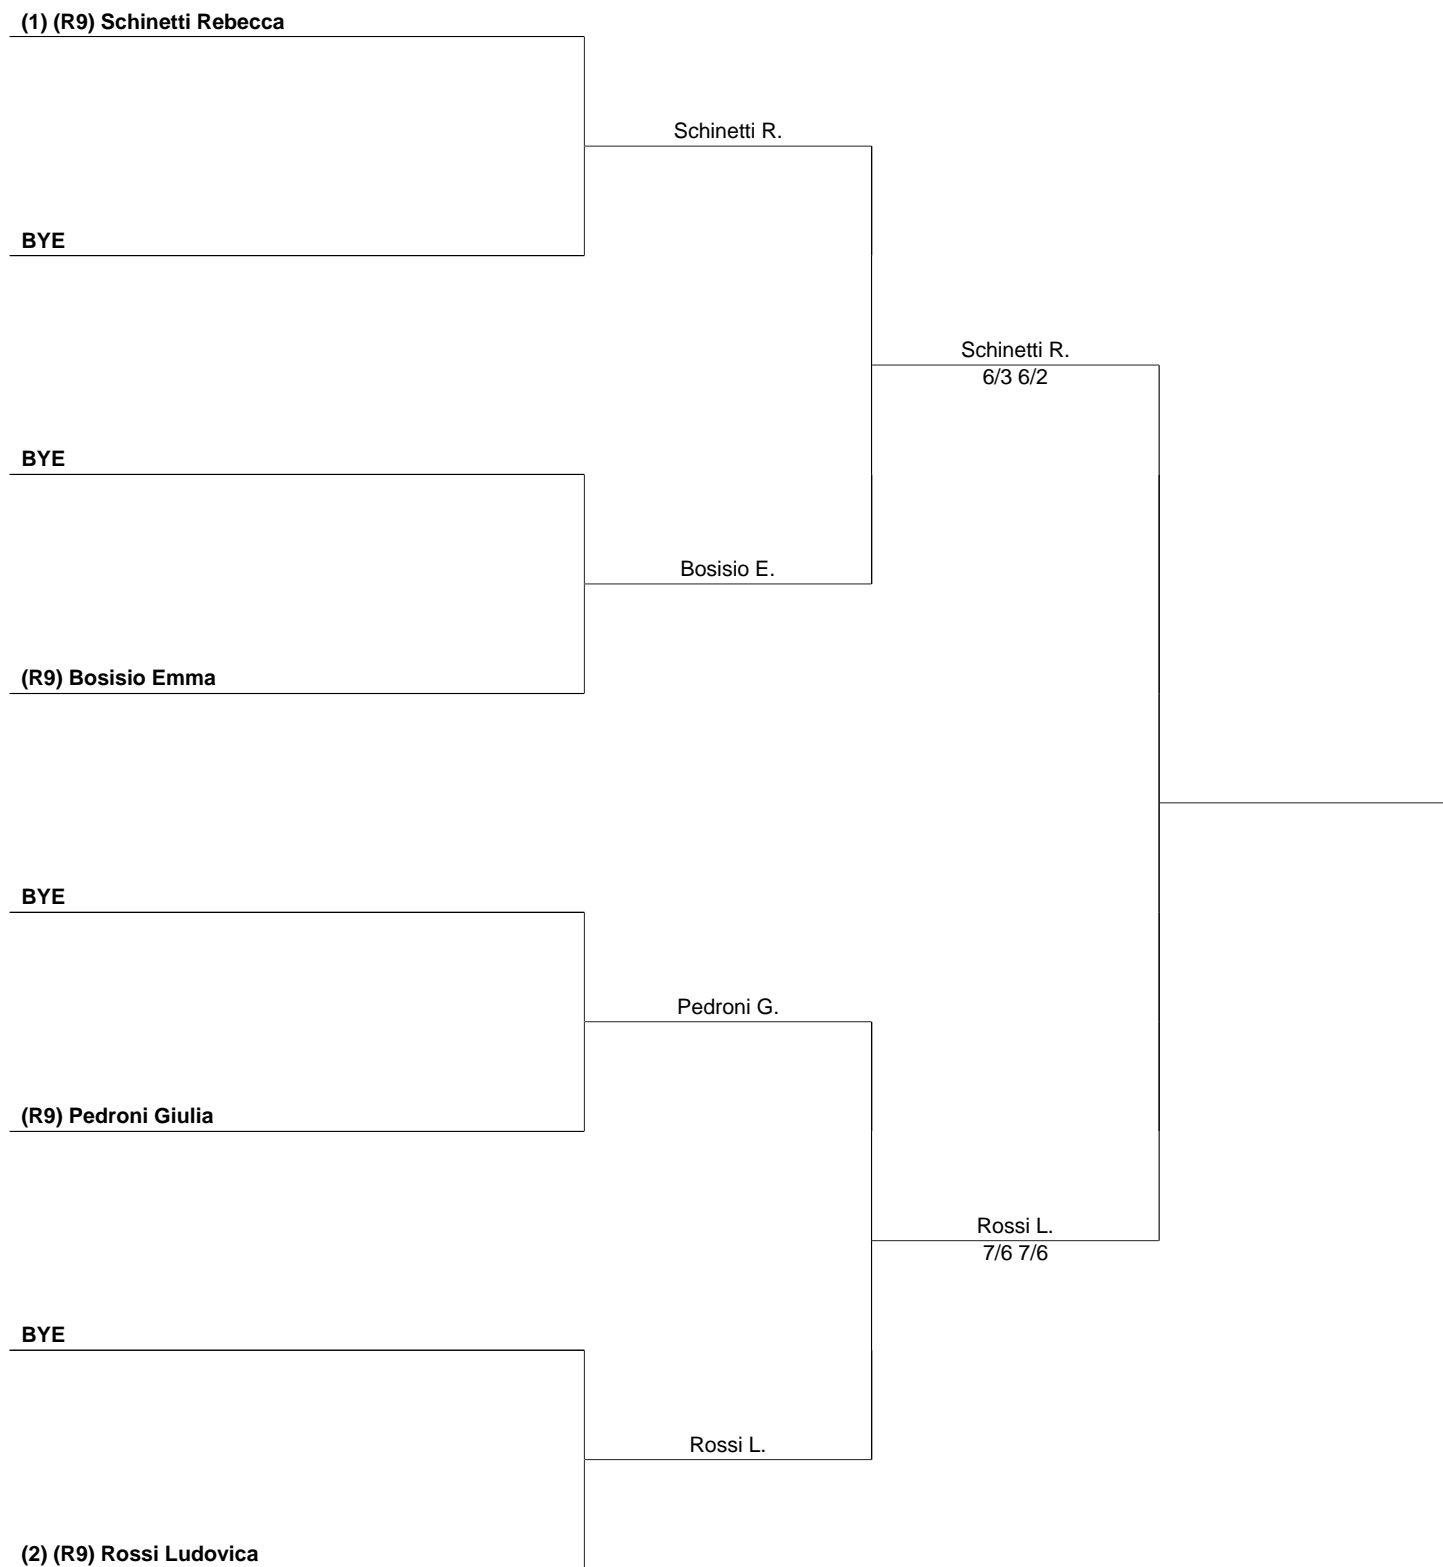 (1) (R9) Schinetti Rebecca
Schinetti R.
BYE
Schinetti R.
6/3 6/2
BYE
Bosisio E.
(R9) Bosisio Emma
BYE
Pedroni G.
(R9) Pedroni Giulia
Rossi L.
7/6 7/6
BYE
Rossi L.
(2) (R9) Rossi Ludovica